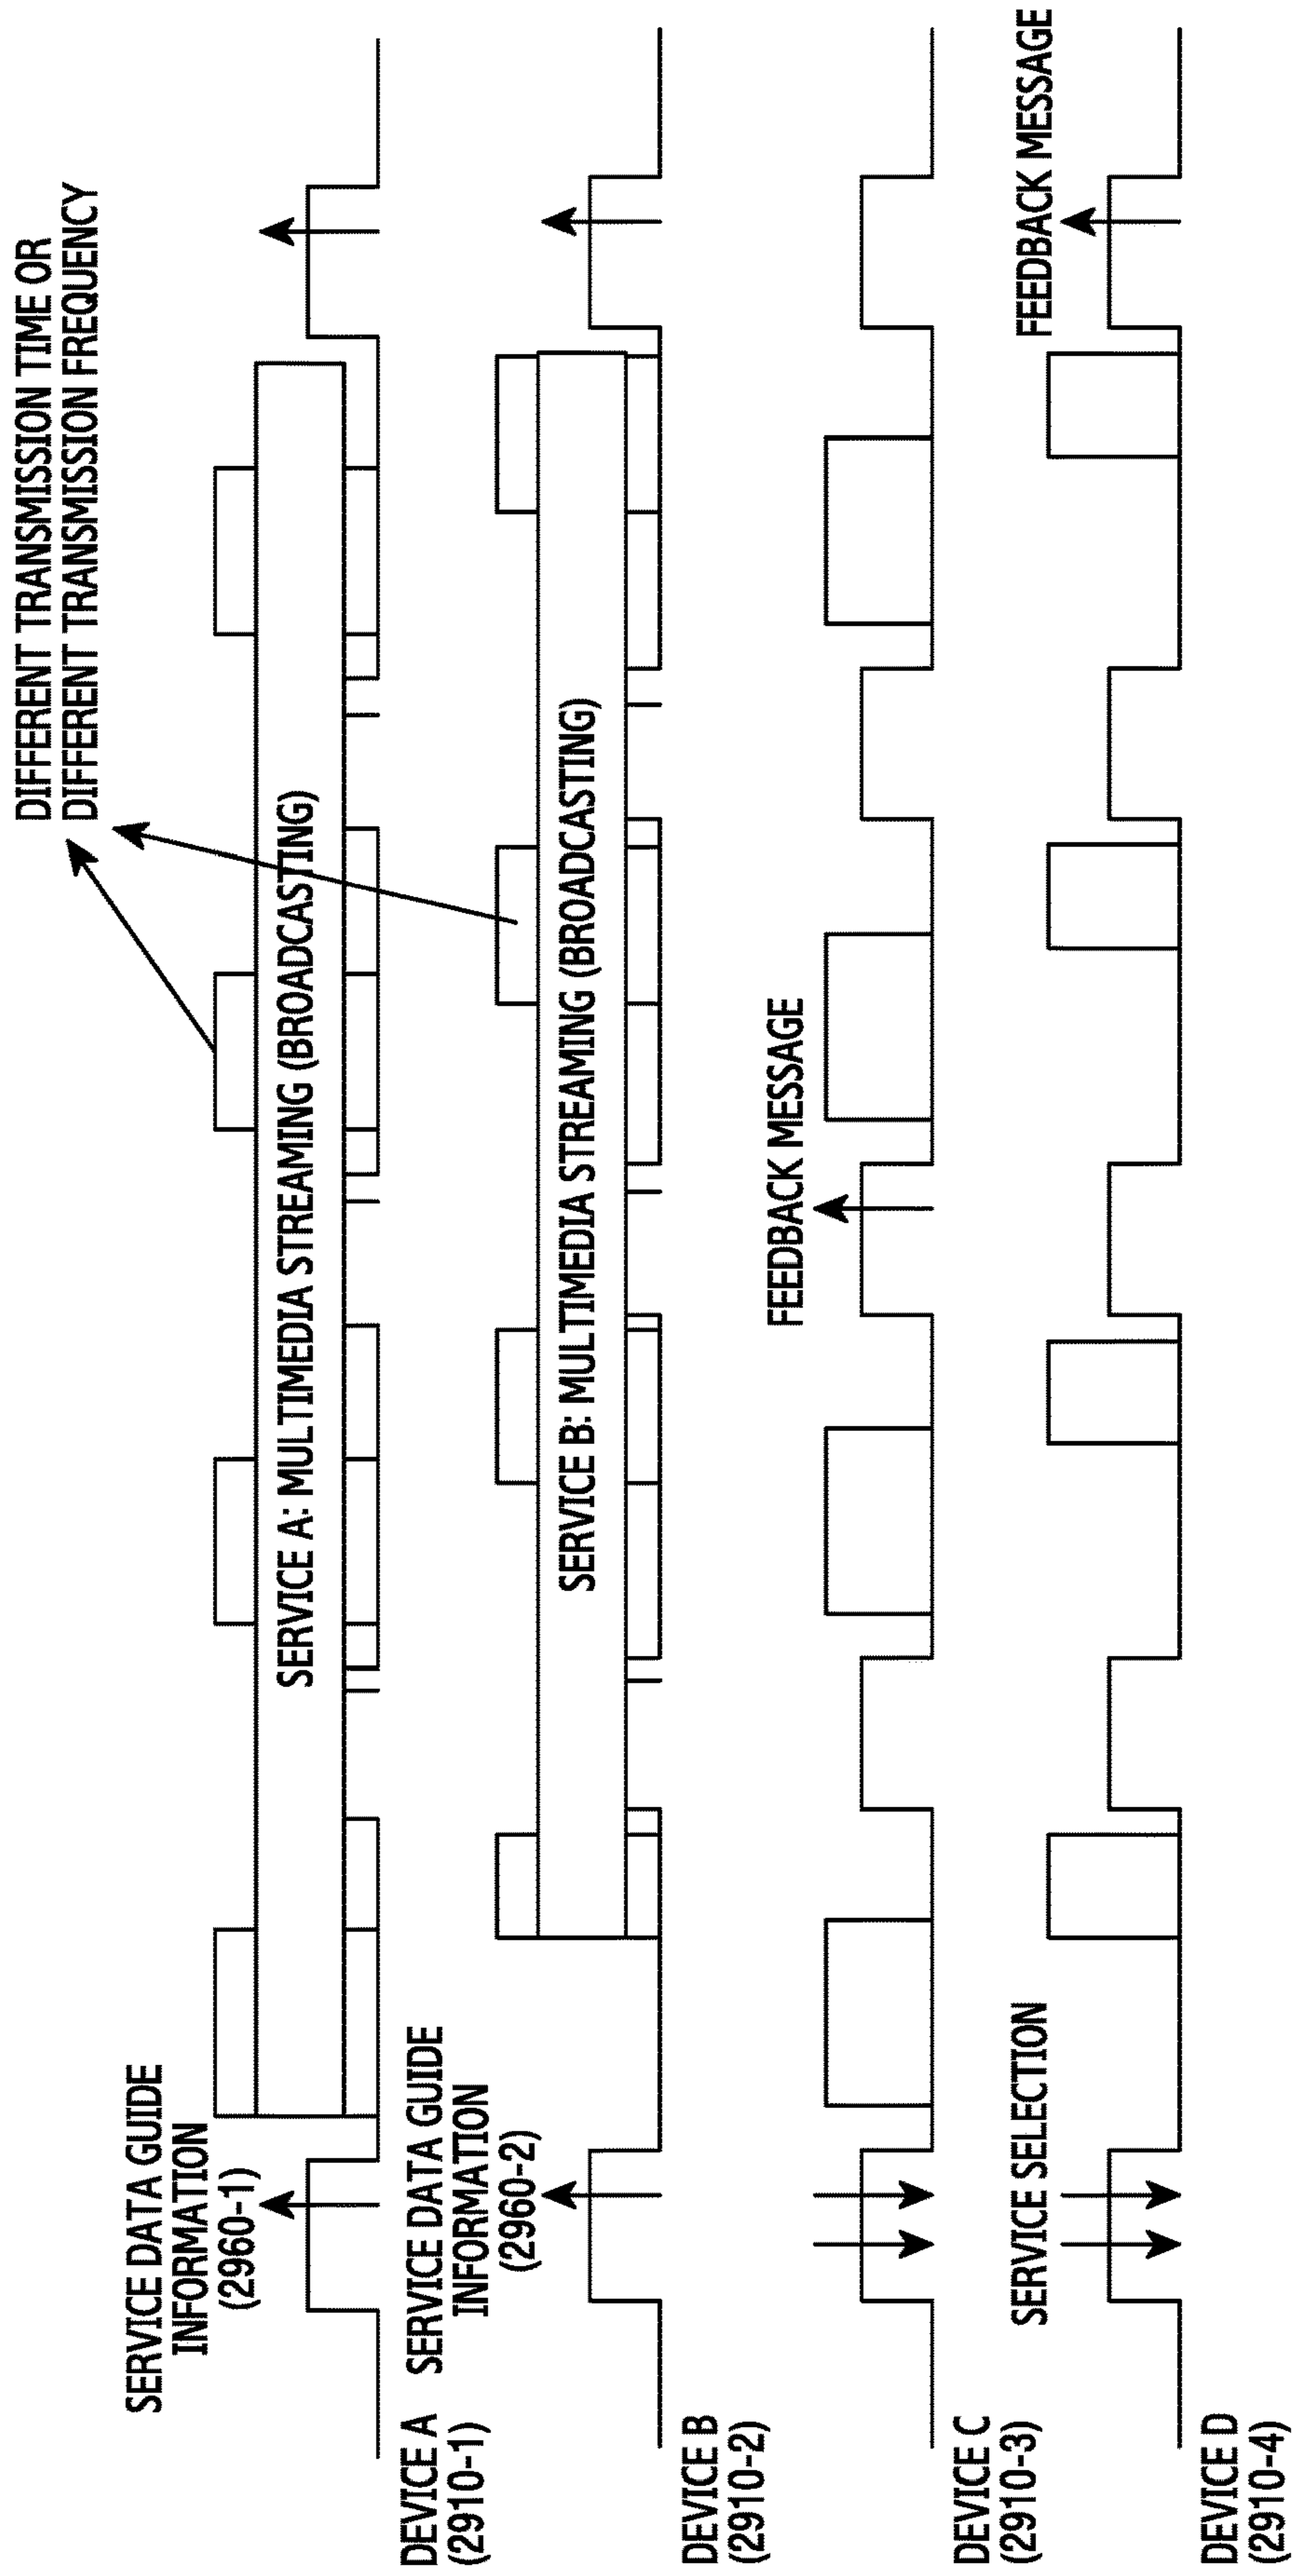 DIFFERENT TRANSMISSION TIME OR
DIFFERENT TRANSMISSION FREQUENCY
SERVICE DATA GUIDE
INFORMATION
(2960-1)
SERVICE A: MULTIMEDIA STREAMING (BROADCASTING)
DEVICE A
(2910-1)
SERVICE DATA GUIDE
INFORMATION
(2960-2)
SERVICE B: MULTIMEDIA STREAMING (BROADCASTING)
DEVICE B
(2910-2)
FEEDBACK MESSAGE
DEVICE C
(2910-3)
SERVICE SELECTION
FEEDBACK MESSAGE
DEVICE D
(2910-4)